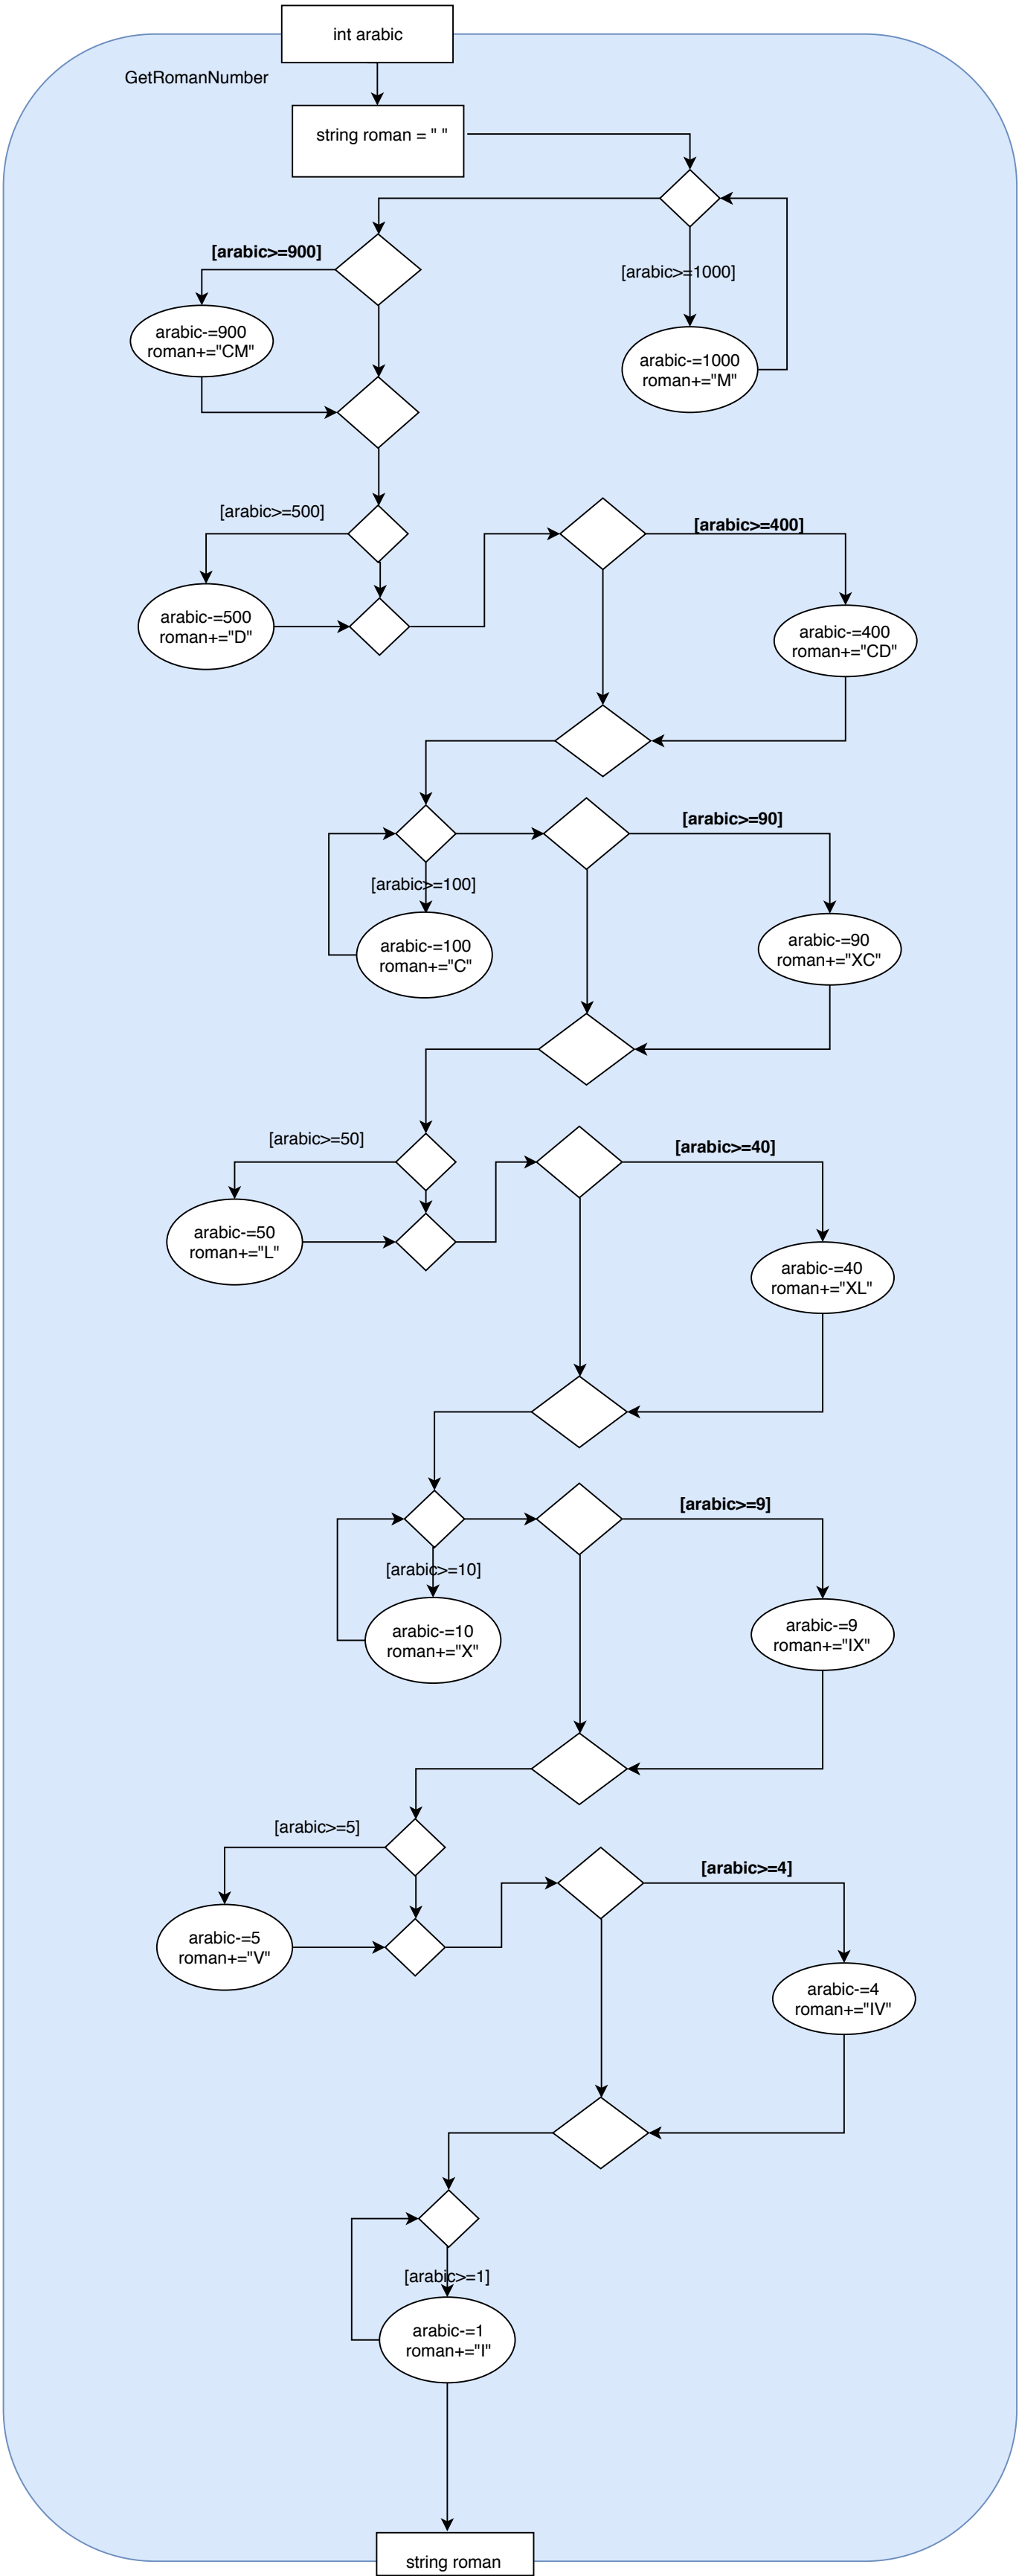 int arabic
GetRomanNumber
string roman = " "
[arabic>=900]
[arabic>=1000]
arabic-=900
roman+="CM"
arabic-=1000
roman+="M"
[arabic>=500]
[arabic>=400]
arabic-=500
roman+="D"
arabic-=400
roman+="CD"
[arabic>=90]
[arabic>=100]
arabic-=100
roman+="C"
arabic-=90
roman+="XC"
[arabic>=50]
[arabic>=40]
arabic-=50
roman+="L"
arabic-=40
roman+="XL"
[arabic>=9]
[arabic>=10]
arabic-=10
roman+="X"
arabic-=9
roman+="IX"
[arabic>=5]
[arabic>=4]
arabic-=5
roman+="V"
arabic-=4
roman+="IV"
[arabic>=1]
arabic-=1
roman+="I"
string roman